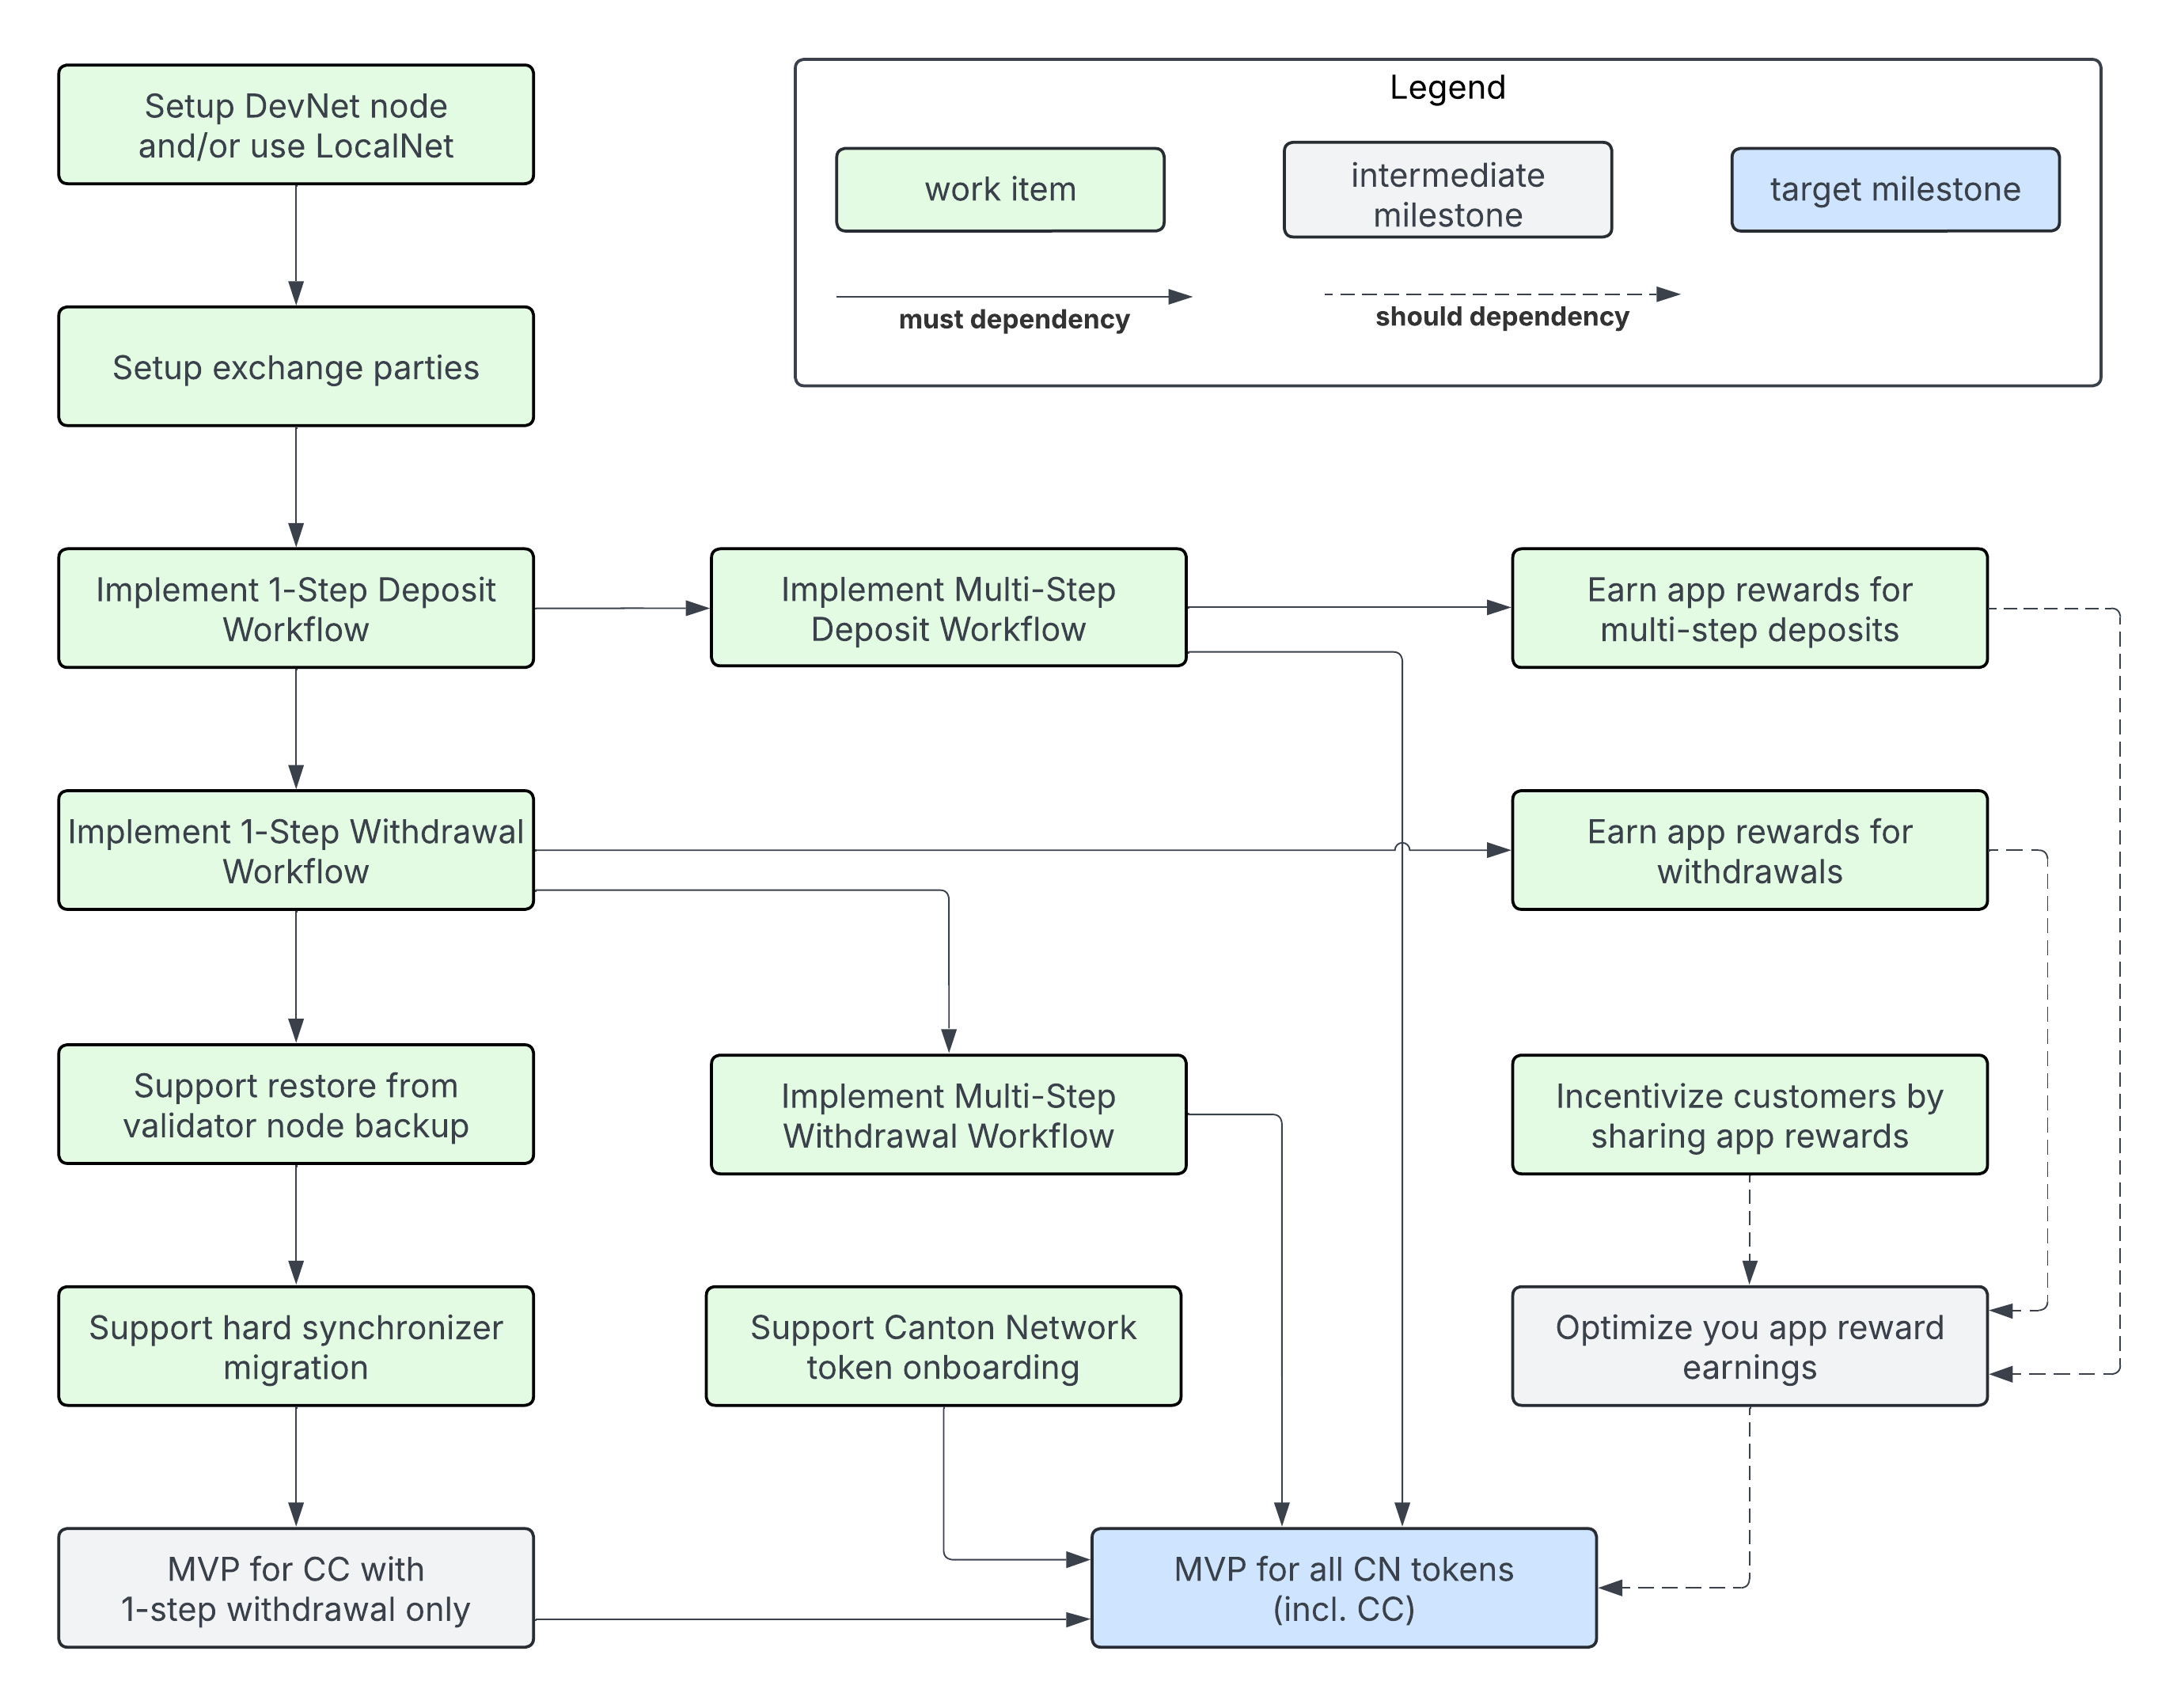 Setup DevNet node
and/or use LocalNet
Legend
work item
intermediate
milestone
target milestone
must dependency
should dependency
Setup exchange parties
Implement 1-Step Deposit
Workflow
Implement Multi-Step
Deposit Workflow
Earn app rewards for
multi-step deposits
Implement 1-Step Withdrawal
Workflow
Earn app rewards for
withdrawals
Support restore from
validator node backup
Implement Multi-Step
Withdrawal Workflow
Incentivize customers by
sharing app rewards
Support hard synchronizer
migration
Support Canton Network
token onboarding
Optimize you app reward
earnings
MVP for CC with
1-step withdrawal only
MVP for all CN tokens
(incl. CC)